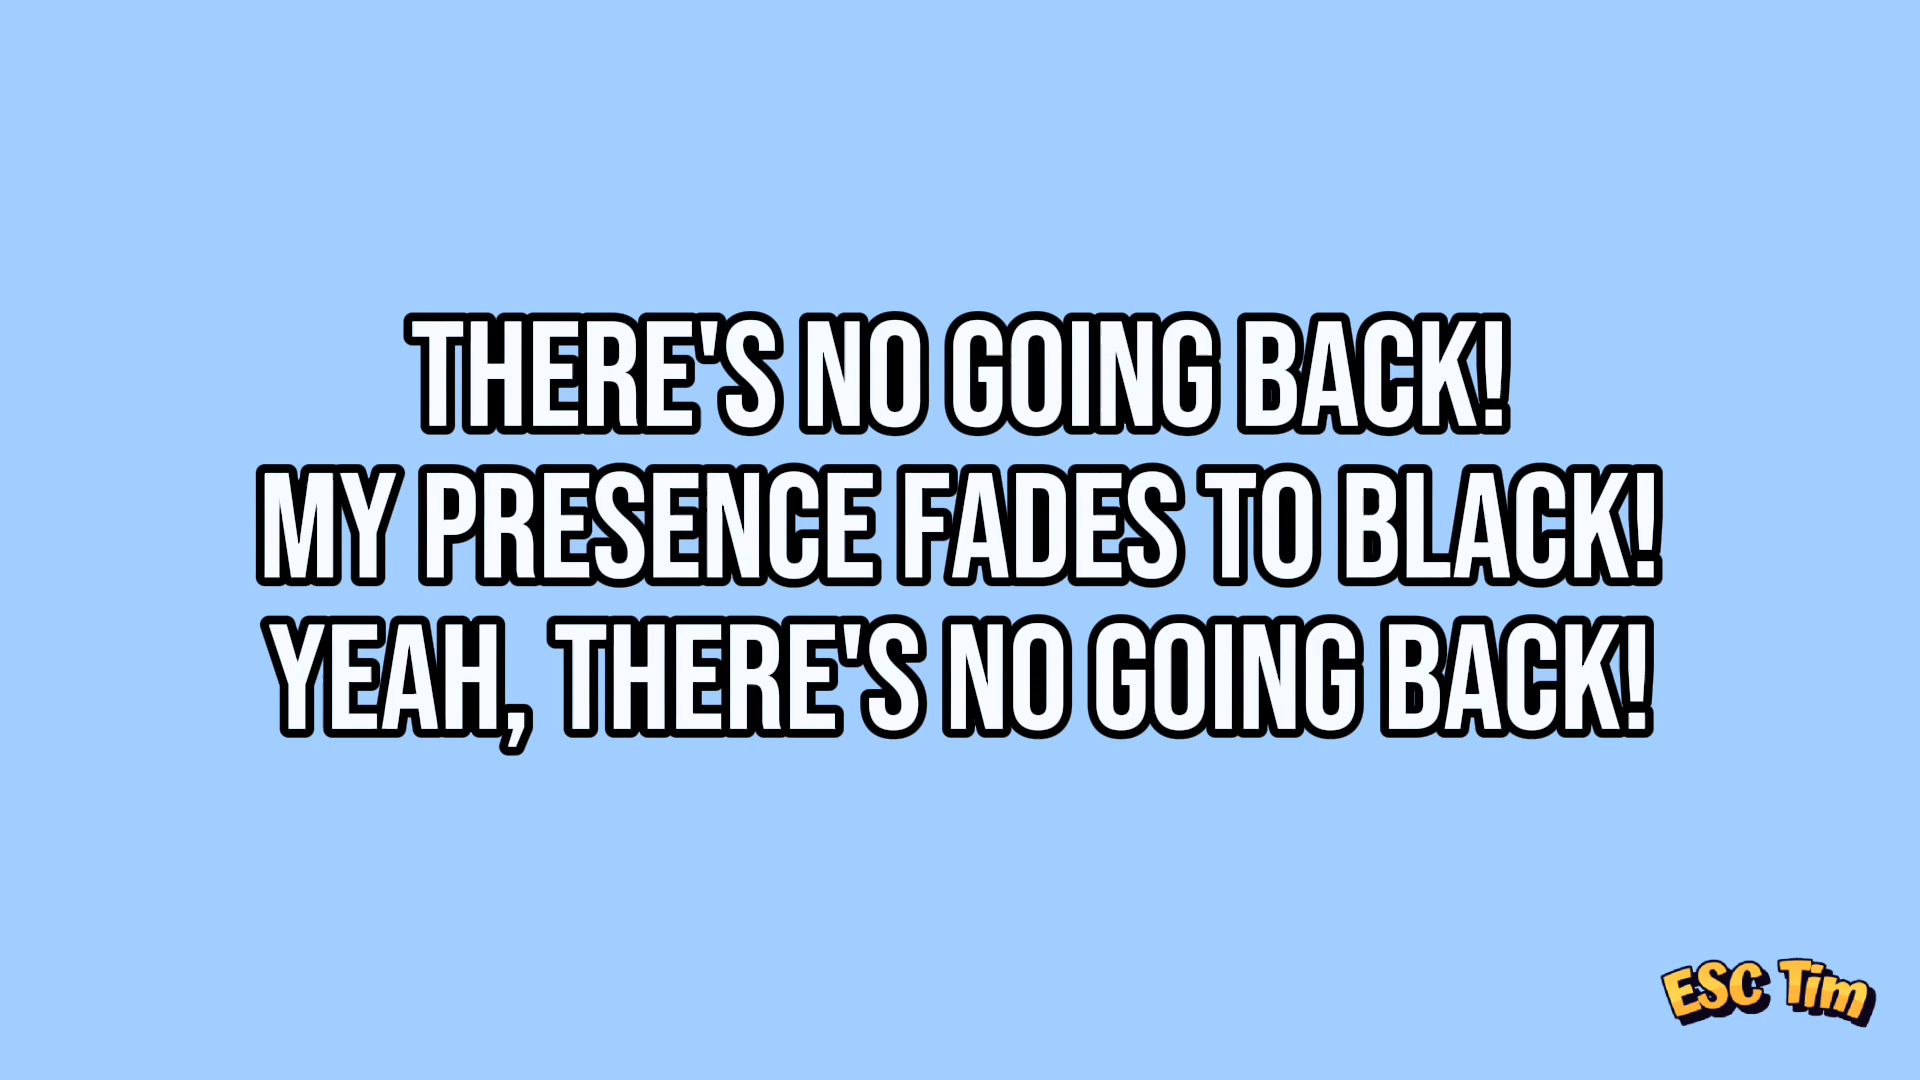 THERE'S NO GOING BACK!
MY PRESENCE FADES TO BLACK!
YEAH, THERE'S NO GOING BACK!
ESC Tim